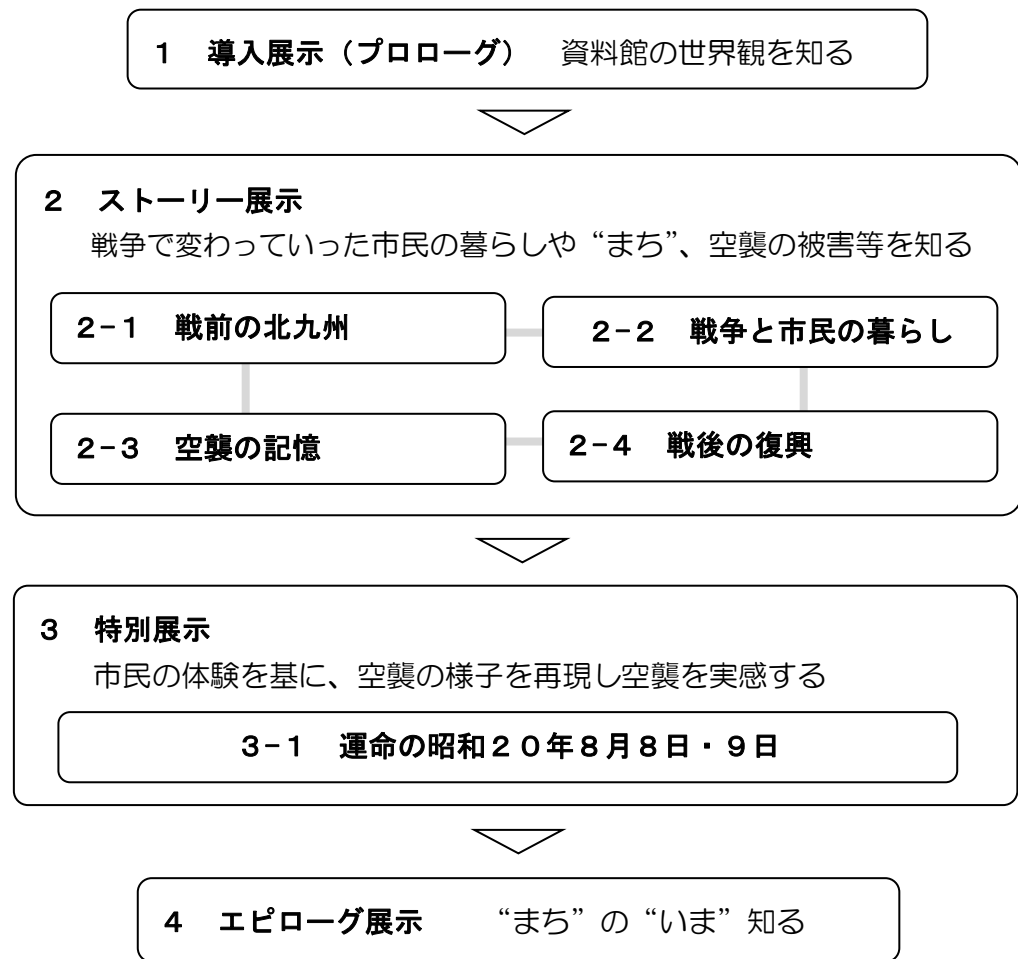 １　導入展示（プロローグ）　資料館の世界観を知る
２　ストーリー展示
戦争で変わっていった市民の暮らしや“まち”、空襲の被害等を知る
２−１　戦前の北九州
２−２　戦争と市民の暮らし
２−３　空襲の記憶
２−４　戦後の復興
３　特別展示
市民の体験を基に、空襲の様子を再現し空襲を実感する
３−１　運命の昭和２０年８月８日・９日
４　エピローグ展示　“まち”の“いま”知る